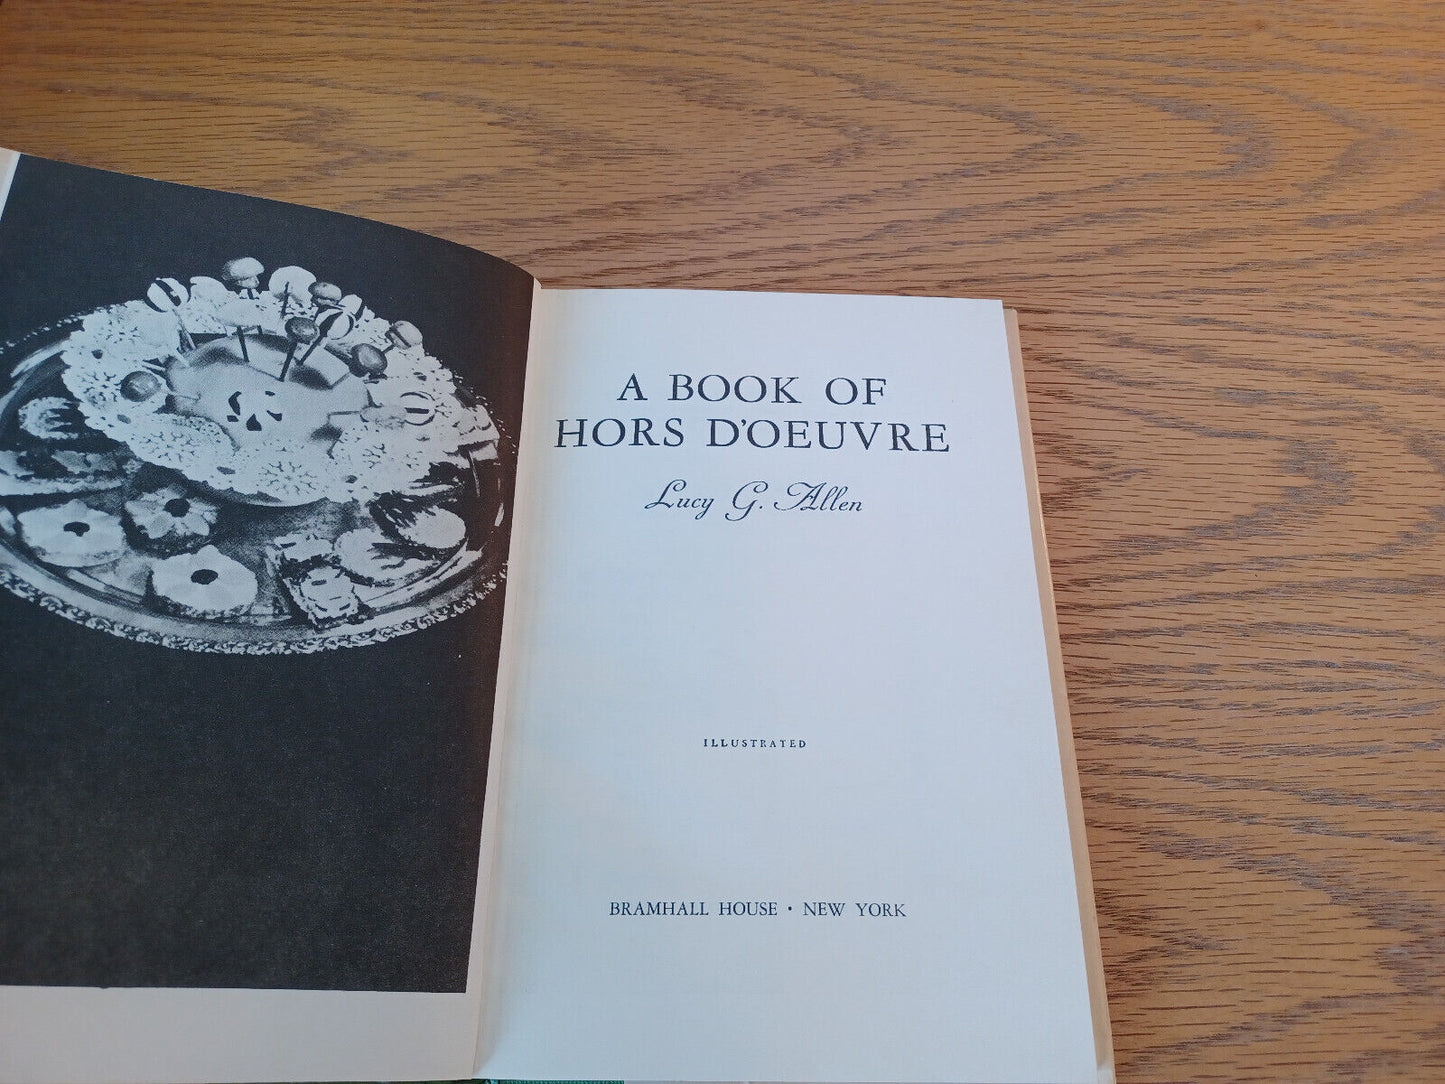 A BOOK OF
HORS D'OEUVRE
Lucy G. Allen
ILLUSTRATED
BRAMHALL HOUSE • NEW YORK